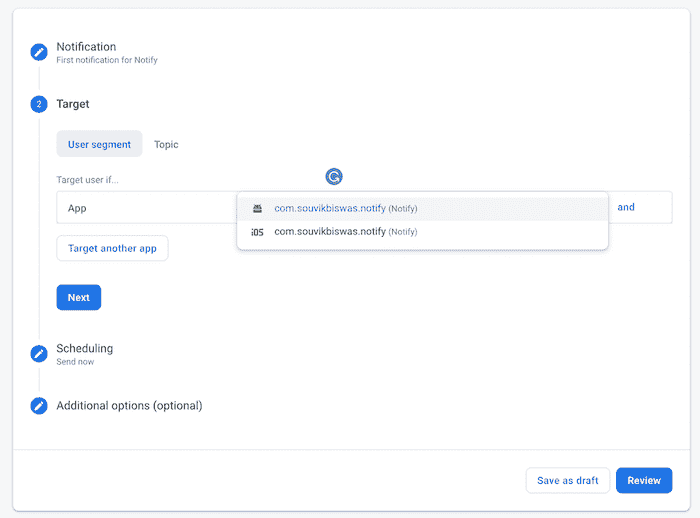 Notification
First notification for Notify
2 Target
User segment Topic
Target user if...
App
com.souvikbiswas.notify (Notify)
and
iOS com.souvikbiswas.notify (Notify)
Target another app
Next
Scheduling
Send now
Additional options (optional)
Save as draft Review